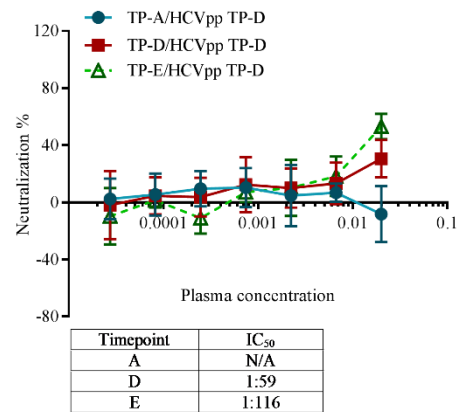 TP-A/HCVpp TP-D
TP-D/HCVpp TP-D
TP-E/HCVpp TP-D
Neutralization %
120
80
40
0
-40
-80
0.0001
0.001
0.01
0.1
Plasma concentration
Timepoint IC₅₀
A N/A
D 1:59
E 1:116